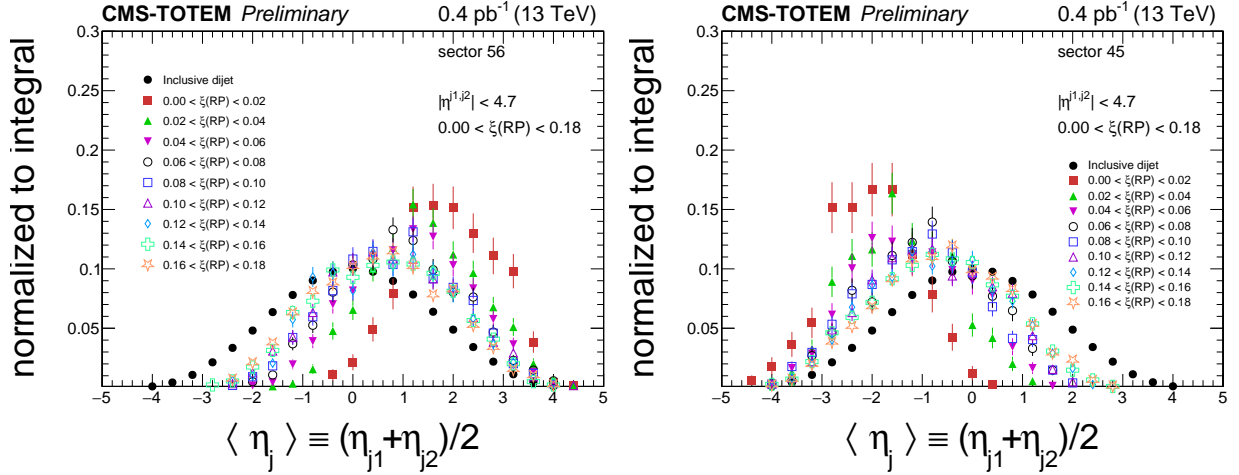 CMS-TOTEM Preliminary 0.4 pb⁻¹ (13 TeV)
normalized to integral
0.3
0.25
0.2
0.15
0.1
0.05
sector 56
|η^{j1,j2}| < 4.7
0.00 < ξ(RP) < 0.18
Inclusive dijet
0.00 < ξ(RP) < 0.02
0.02 < ξ(RP) < 0.04
0.04 < ξ(RP) < 0.06
0.06 < ξ(RP) < 0.08
0.08 < ξ(RP) < 0.10
0.10 < ξ(RP) < 0.12
0.12 < ξ(RP) < 0.14
0.14 < ξ(RP) < 0.16
0.16 < ξ(RP) < 0.18
−5 −4 −3 −2 −1 0 1 2 3 4 5
⟨ η_j ⟩ ≡ (η_{j1}+η_{j2})/2
CMS-TOTEM Preliminary 0.4 pb⁻¹ (13 TeV)
normalized to integral
0.3
0.25
0.2
0.15
0.1
0.05
sector 45
|η^{j1,j2}| < 4.7
0.00 < ξ(RP) < 0.18
Inclusive dijet
0.00 < ξ(RP) < 0.02
0.02 < ξ(RP) < 0.04
0.04 < ξ(RP) < 0.06
0.06 < ξ(RP) < 0.08
0.08 < ξ(RP) < 0.10
0.10 < ξ(RP) < 0.12
0.12 < ξ(RP) < 0.14
0.14 < ξ(RP) < 0.16
0.16 < ξ(RP) < 0.18
−5 −4 −3 −2 −1 0 1 2 3 4 5
⟨ η_j ⟩ ≡ (η_{j1}+η_{j2})/2